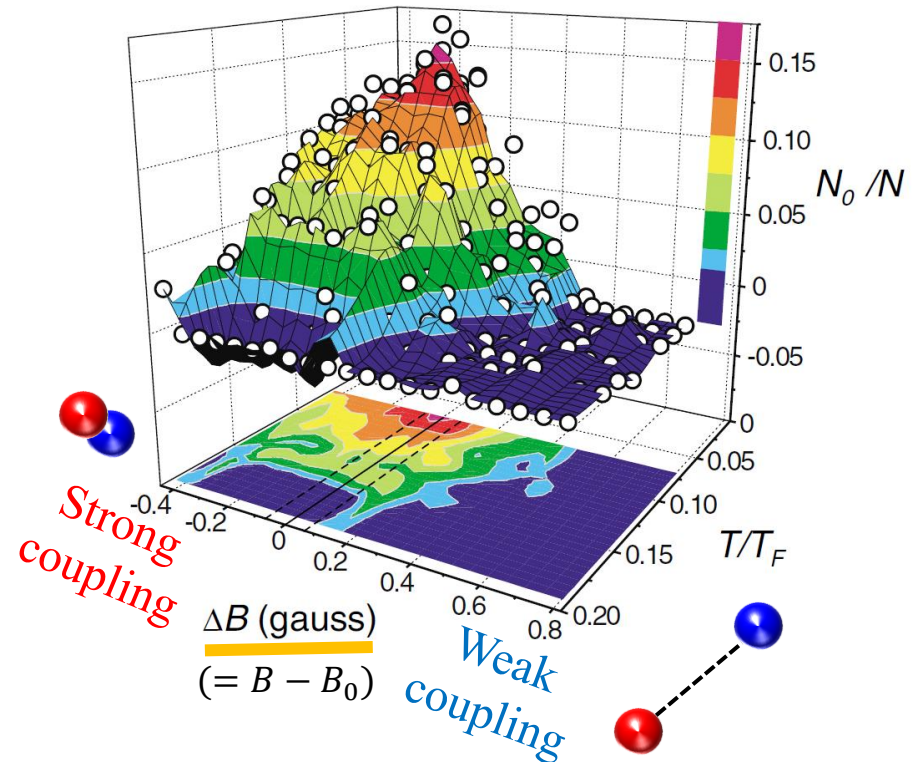 0.15
0.10
N₀ /N
0.05
0
-0.05
0
0.05
0.10
0.15
0.20
T/T_F
-0.4
-0.2
0
0.2
0.4
0.6
0.8
Strong
coupling
ΔB (gauss)
(= B − B₀)
Weak
coupling